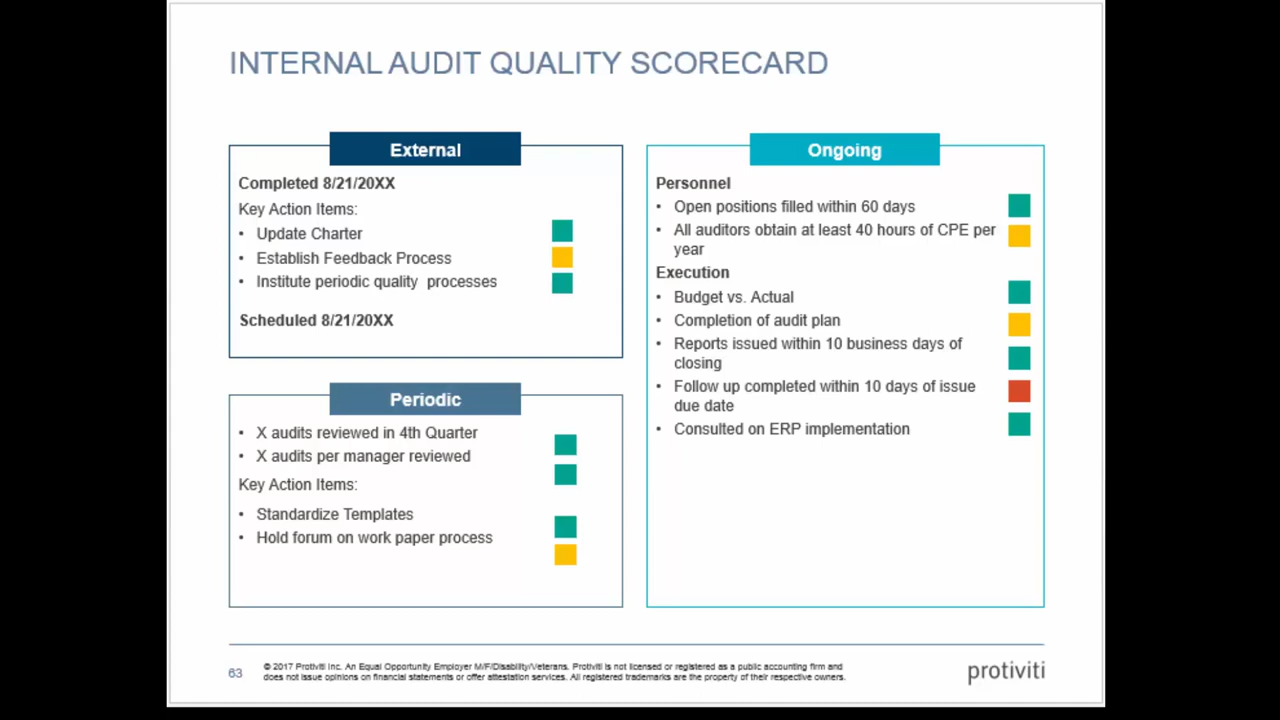 INTERNAL AUDIT QUALITY SCORECARD
External
Completed 8/21/20XX
Key Action Items:
• Update Charter
• Establish Feedback Process
• Institute periodic quality  processes
Scheduled 8/21/20XX
Periodic
• X audits reviewed in 4th Quarter
• X audits per manager reviewed
Key Action Items:
• Standardize Templates
• Hold forum on work paper process
Ongoing
Personnel
• Open positions filled within 60 days
• All auditors obtain at least 40 hours of CPE per
year
Execution
• Budget vs. Actual
• Completion of audit plan
• Reports issued within 10 business days of
closing
• Follow up completed within 10 days of issue
due date
• Consulted on ERP implementation
63
© 2017 Protiviti Inc. An Equal Opportunity Employer M/F/Disability/Veterans. Protiviti is not licensed or registered as a public accounting firm and
does not issue opinions on financial statements or offer attestation services. All registered trademarks are the property of their respective owners.
protiviti